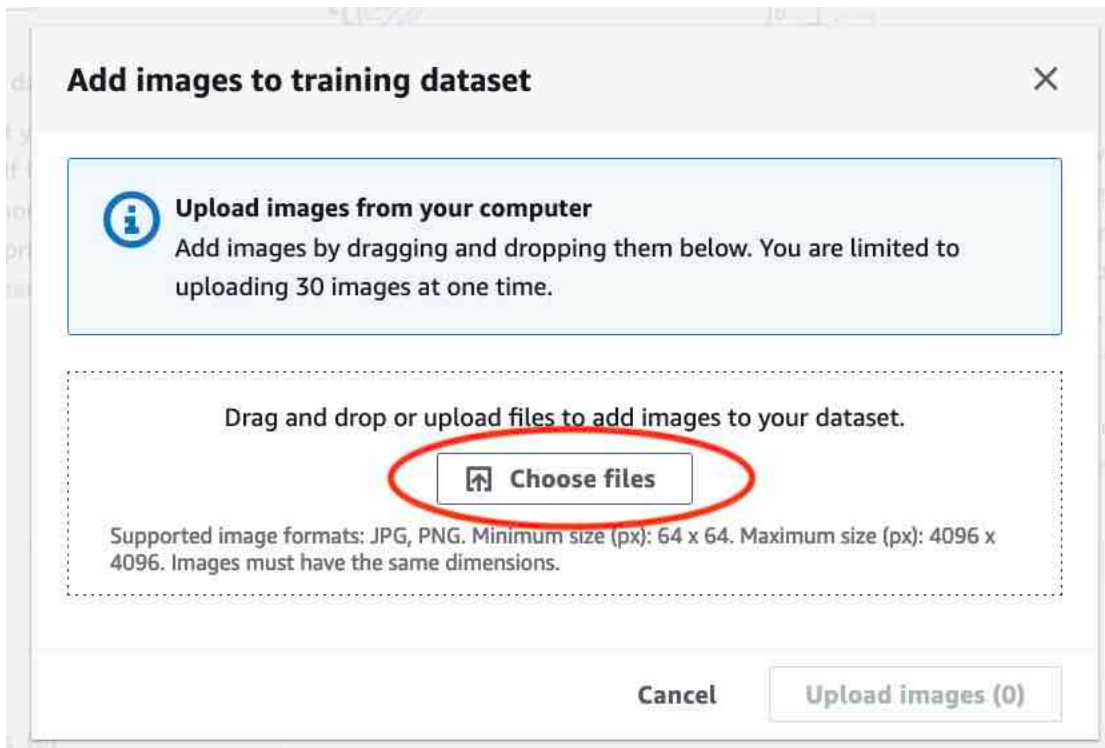 Add images to training dataset
Upload images from your computer
Add images by dragging and dropping them below. You are limited to
uploading 30 images at one time.
Drag and drop or upload files to add images to your dataset.
Choose files
Supported image formats: JPG, PNG. Minimum size (px): 64 x 64. Maximum size (px): 4096 x
4096. Images must have the same dimensions.
Cancel
Upload images (0)